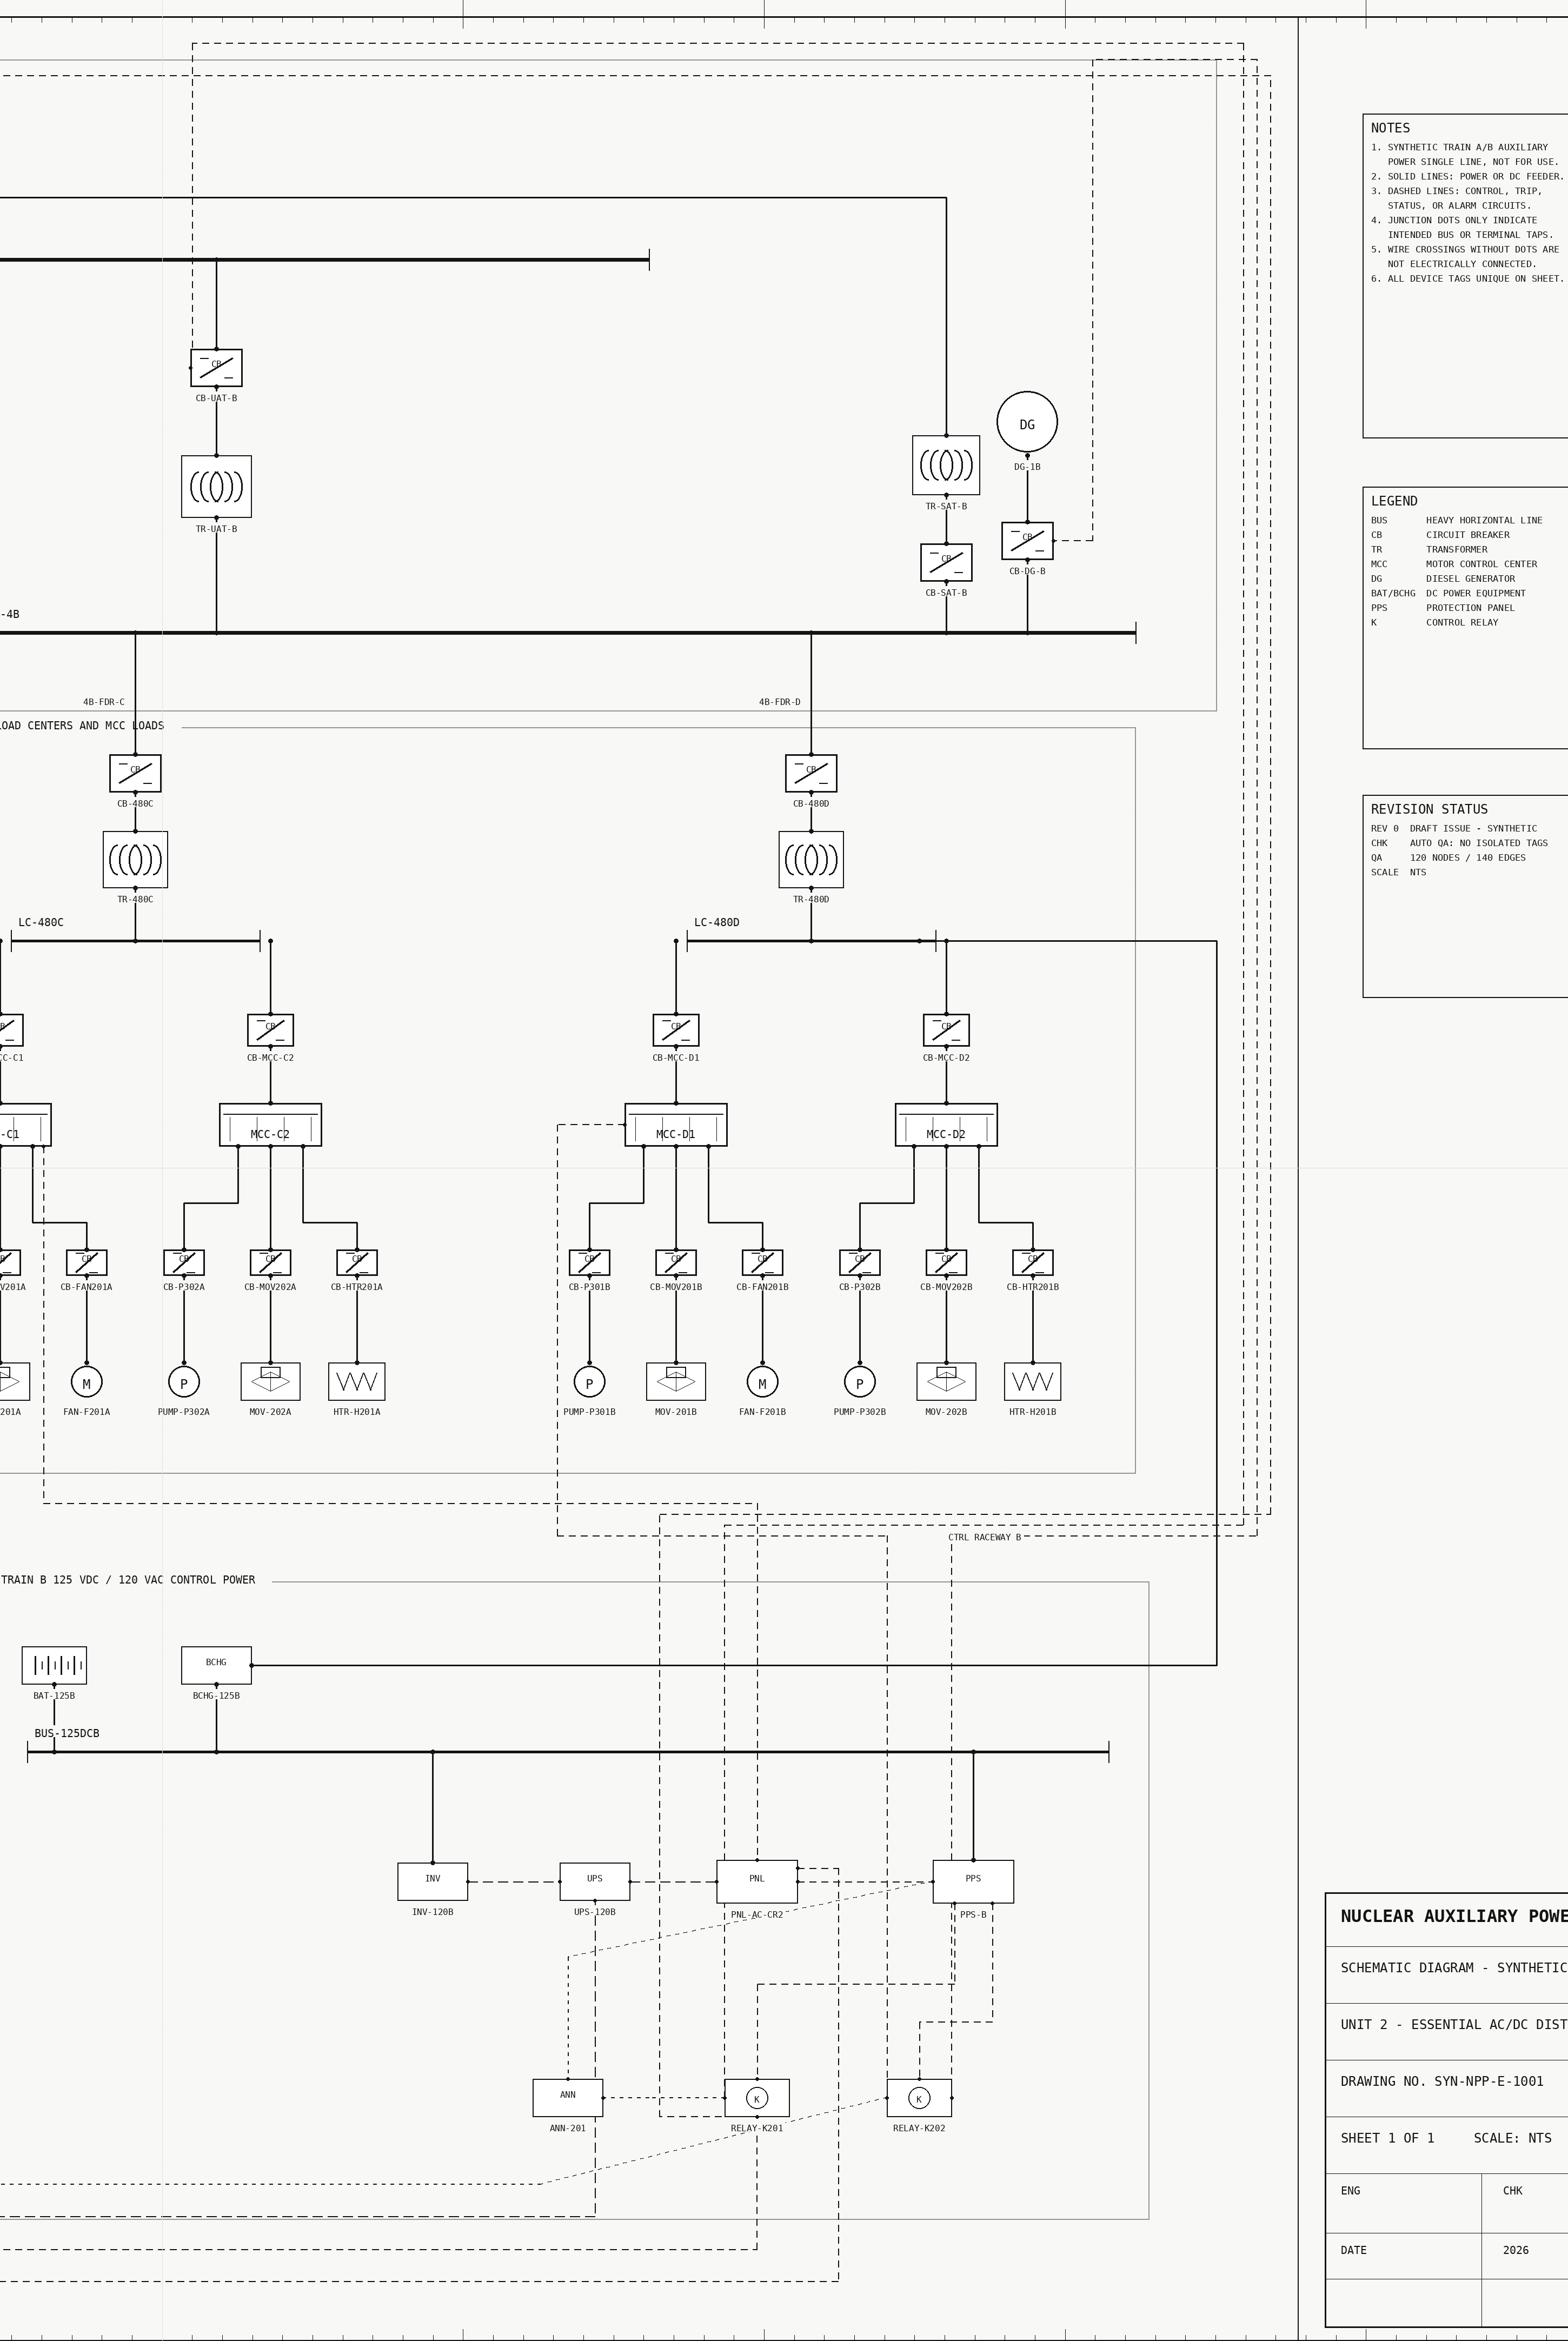 NOTES
1. SYNTHETIC TRAIN A/B AUXILIARY
POWER SINGLE LINE, NOT FOR USE.
2. SOLID LINES: POWER OR DC FEEDER.
3. DASHED LINES: CONTROL, TRIP,
STATUS, OR ALARM CIRCUITS.
4. JUNCTION DOTS ONLY INDICATE
INTENDED BUS OR TERMINAL TAPS.
5. WIRE CROSSINGS WITHOUT DOTS ARE
NOT ELECTRICALLY CONNECTED.
6. ALL DEVICE TAGS UNIQUE ON SHEET.
CB
CB-UAT-B
TR-UAT-B
DG
DG-1B
TR-SAT-B
CB
CB-DG-B
CB
CB-SAT-B
-4B
LEGEND
BUS HEAVY HORIZONTAL LINE
CB CIRCUIT BREAKER
TR TRANSFORMER
MCC MOTOR CONTROL CENTER
DG DIESEL GENERATOR
BAT/BCHG DC POWER EQUIPMENT
PPS PROTECTION PANEL
K CONTROL RELAY
4B-FDR-C 4B-FDR-D
LOAD CENTERS AND MCC LOADS
CB CB
CB-480C CB-480D
TR-480C TR-480D
REVISION STATUS
REV 0 DRAFT ISSUE - SYNTHETIC
CHK AUTO QA: NO ISOLATED TAGS
QA 120 NODES / 140 EDGES
SCALE NTS
LC-480C LC-480D
CB CB CB
CC-C1 CB-MCC-C2 CB-MCC-D1 CB-MCC-D2
-C1 MCC-C2 MCC-D1 MCC-D2
CB CB CB CB CB CB CB CB CB CB
V201A CB-FAN201A CB-P302A CB-MOV202A CB-HTR201A CB-P301B CB-MOV201B CB-FAN201B CB-P302B CB-MOV202B CB-HTR201B
M P P M P
201A FAN-F201A PUMP-P302A MOV-202A HTR-H201A PUMP-P301B MOV-201B FAN-F201B PUMP-P302B MOV-202B HTR-H201B
CTRL RACEWAY B
TRAIN B 125 VDC / 120 VAC CONTROL POWER
BCHG
BAT-125B BCHG-125B
BUS-125DCB
INV UPS PNL PPS
INV-120B UPS-120B PNL-AC-CR2 PPS-B
ANN K K
ANN-201 RELAY-K201 RELAY-K202
NUCLEAR AUXILIARY POWE
SCHEMATIC DIAGRAM - SYNTHETIC
UNIT 2 - ESSENTIAL AC/DC DIST
DRAWING NO. SYN-NPP-E-1001
SHEET 1 OF 1 SCALE: NTS
ENG CHK
DATE 2026